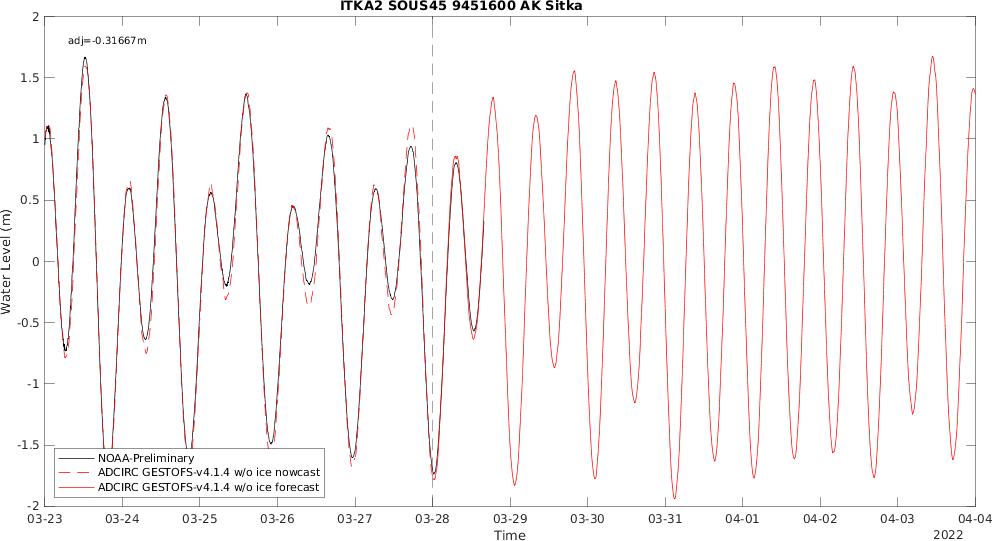 ITKA2 SOUS45 9451600 AK Sitka
adj=-0.31667m
2
1.5
1
0.5
0
-0.5
-1
-1.5
-2
Water Level (m)
NOAA-Preliminary
ADCIRC GESTOFS-v4.1.4 w/o ice nowcast
ADCIRC GESTOFS-v4.1.4 w/o ice forecast
03-23 03-24 03-25 03-26 03-27 03-28 03-29 03-30 03-31 04-01 04-02 04-03 04-04
Time
2022